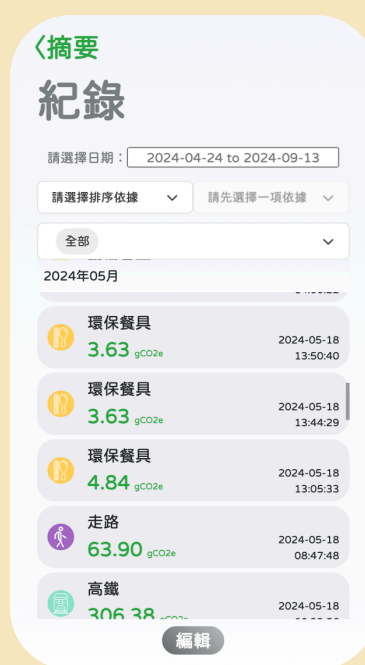 〈摘要
紀錄
請選擇日期： 2024-04-24 to 2024-09-13
請選擇排序依據 請先選擇一項依據
全部
2024年05月
環保餐具
3.63 gCO2e 2024-05-18
13:50:40
環保餐具
3.63 gCO2e 2024-05-18
13:44:29
環保餐具
4.84 gCO2e 2024-05-18
13:05:33
走路
63.90 gCO2e 2024-05-18
08:47:48
高鐵
306.38 2024-05-18
編輯